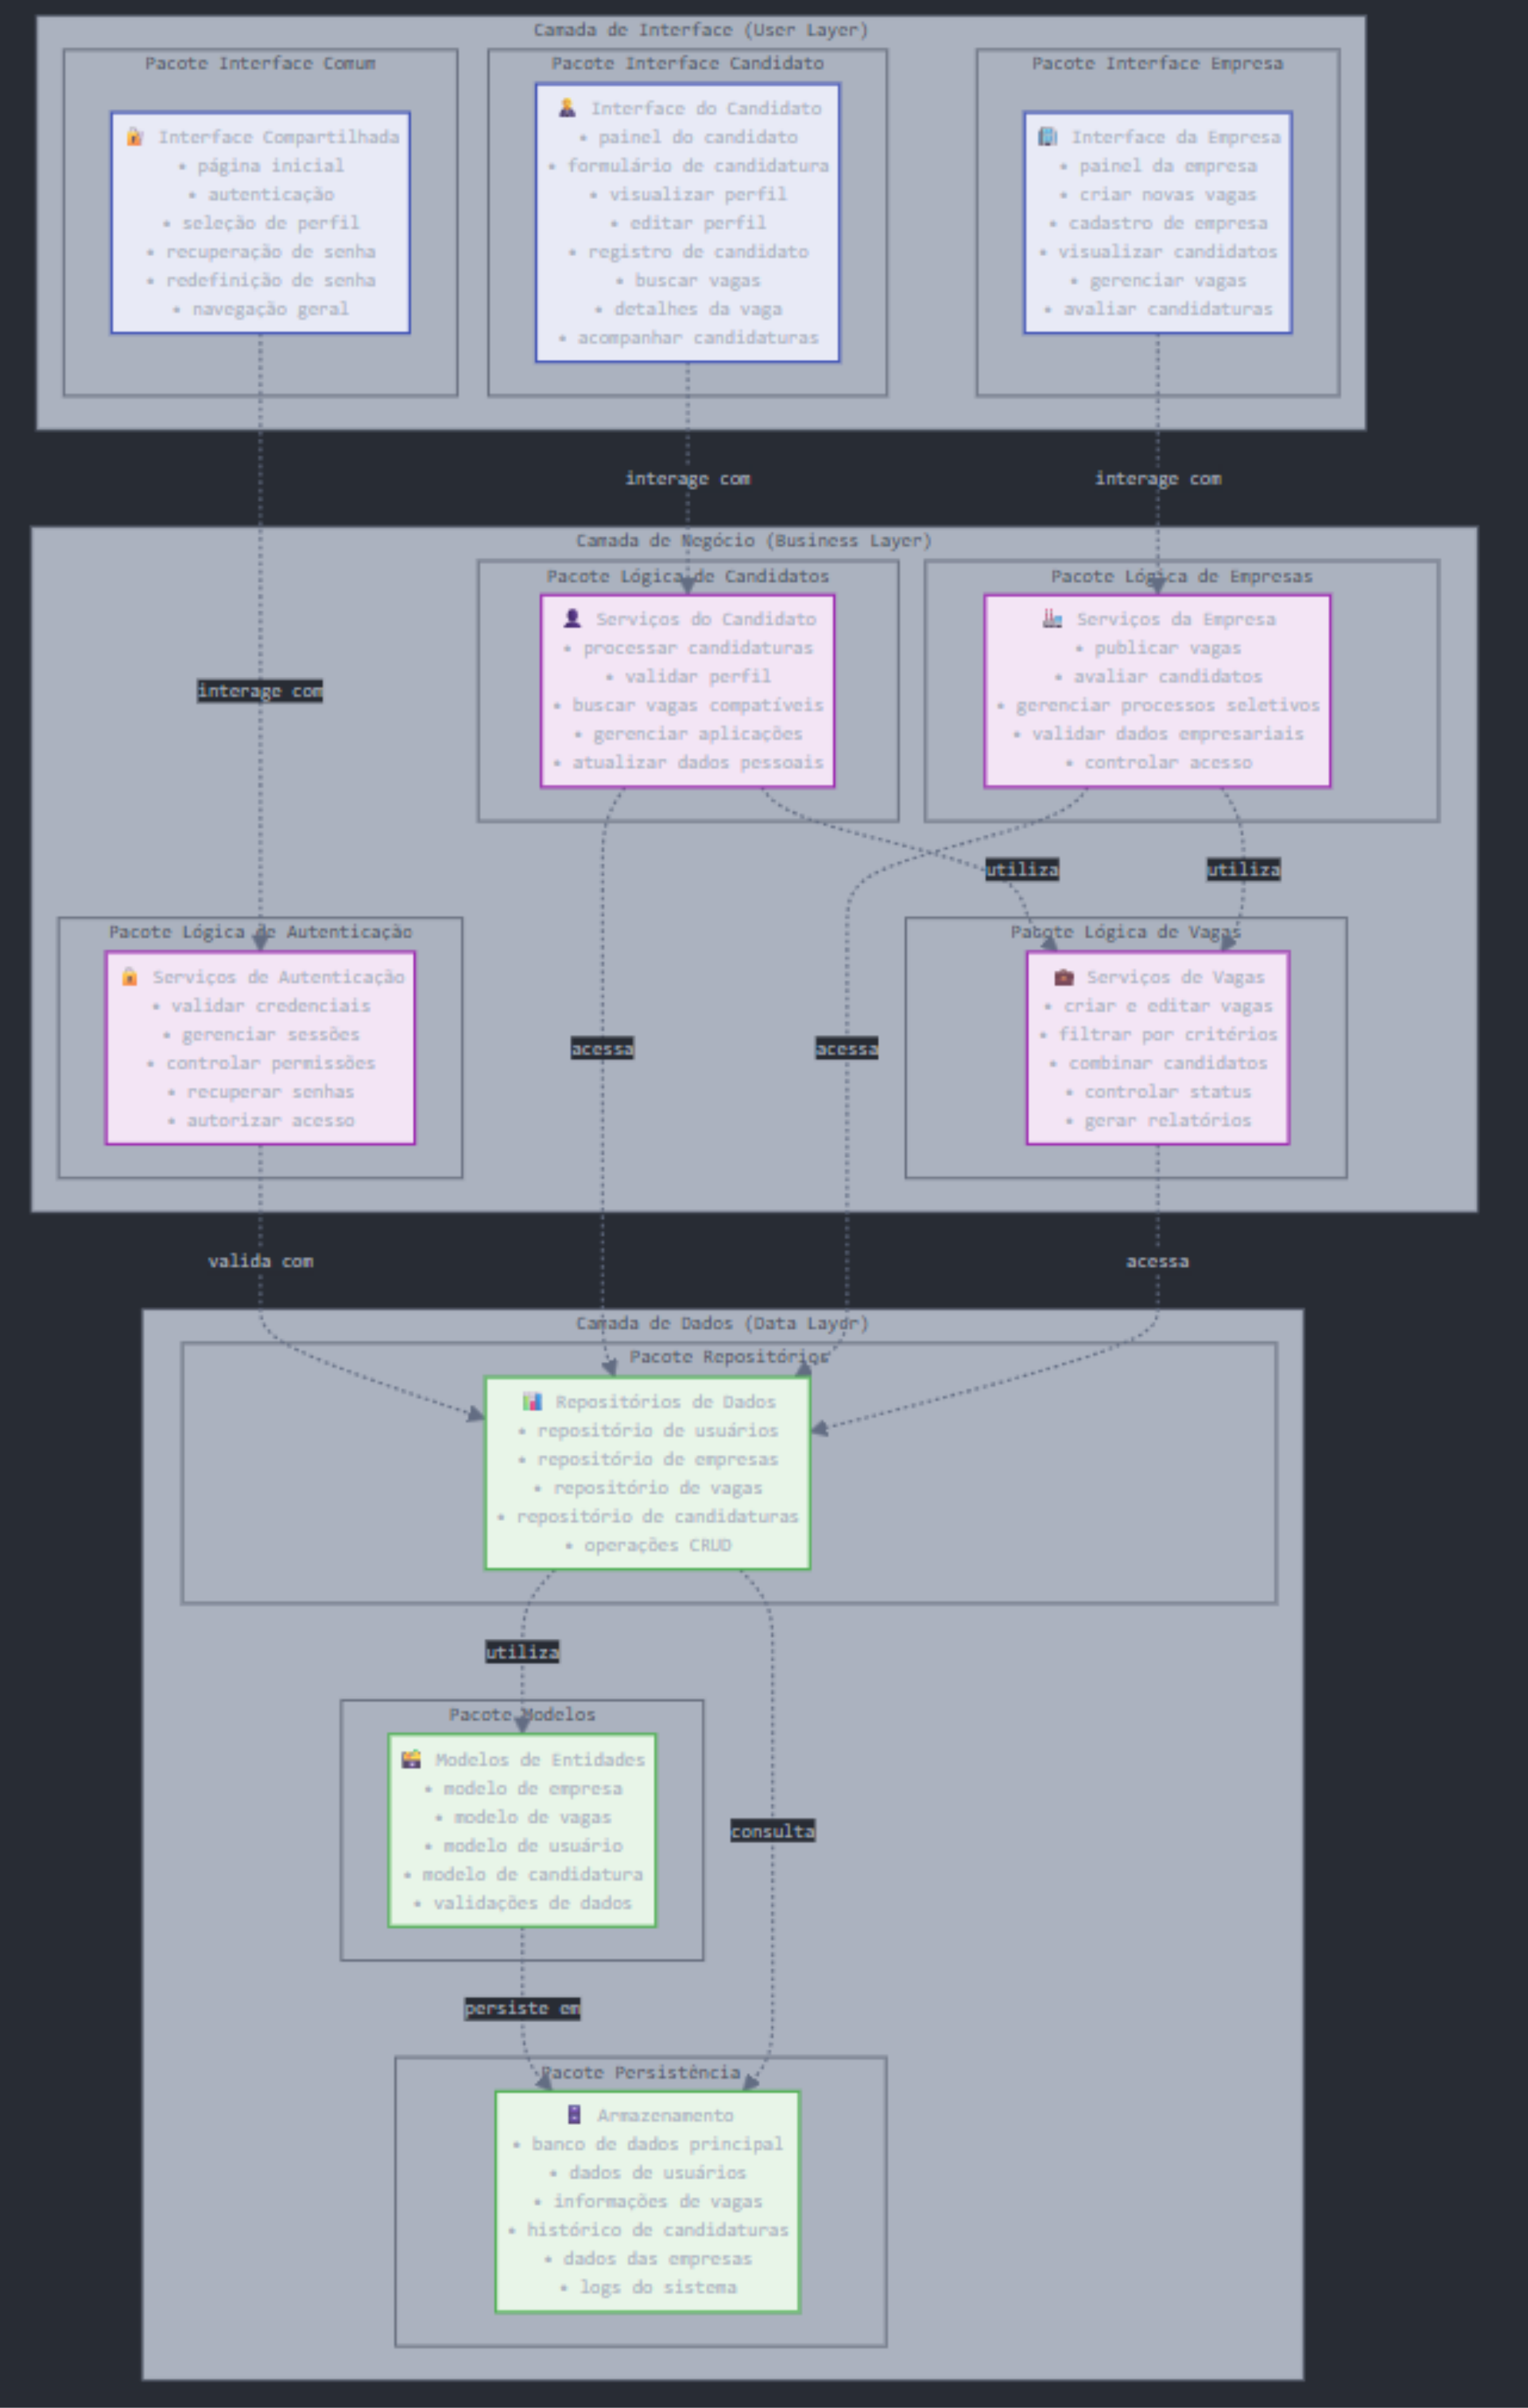 Camada de Interface (User Layer)
Pacote Interface Comum
Interface Compartilhada
• página inicial
• autenticação
• seleção de perfil
• recuperação de senha
• redefinição de senha
• navegação geral
Pacote Interface Candidato
Interface do Candidato
• painel do candidato
• formulário de candidatura
• visualizar perfil
• editar perfil
• registro de candidato
• buscar vagas
• detalhes da vaga
• acompanhar candidaturas
Pacote Interface Empresa
Interface da Empresa
• painel da empresa
• criar novas vagas
• cadastro de empresa
• visualizar candidatos
• gerenciar vagas
• avaliar candidaturas
interage com
interage com
Camada de Negócio (Business Layer)
Pacote Lógica de Candidatos
Serviços do Candidato
• processar candidaturas
• validar perfil
• buscar vagas compatíveis
• gerenciar aplicações
• atualizar dados pessoais
Pacote Lógica de Empresas
Serviços da Empresa
• publicar vagas
• avaliar candidatos
• gerenciar processos seletivos
• validar dados empresariais
• controlar acesso
interage com
utiliza
utiliza
Pacote Lógica de Autenticação
Serviços de Autenticação
• validar credenciais
• gerenciar sessões
• controlar permissões
• recuperar senhas
• autorizar acesso
acessa
acessa
Pacote Lógica de Vagas
Serviços de Vagas
• criar e editar vagas
• filtrar por critérios
• combinar candidatos
• controlar status
• gerar relatórios
valida com
acessa
Camada de Dados (Data Layer)
Pacote Repositórios
Repositórios de Dados
• repositório de usuários
• repositório de empresas
• repositório de vagas
• repositório de candidaturas
• operações CRUD
utiliza
Pacote Modelos
Modelos de Entidades
• modelo de empresa
• modelo de vagas
• modelo de usuário
• modelo de candidatura
• validações de dados
consulta
persiste em
Pacote Persistência
Armazenamento
• banco de dados principal
• dados de usuários
• informações de vagas
• histórico de candidaturas
• dados das empresas
• logs do sistema